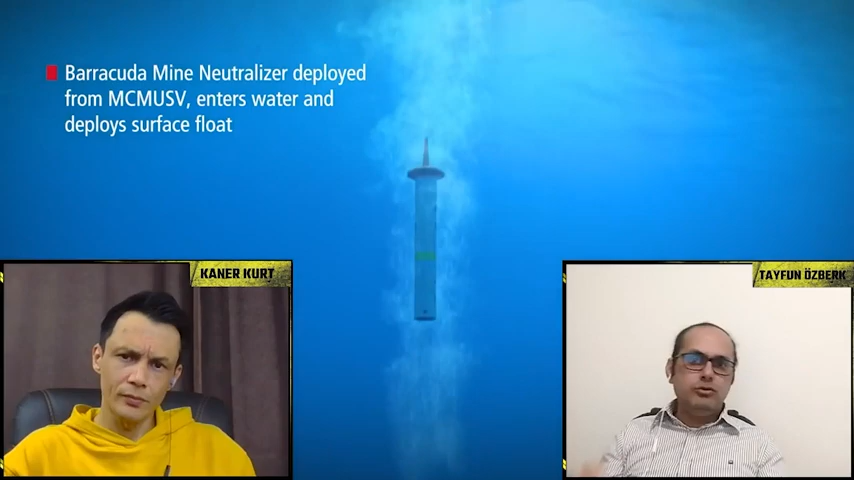 Barracuda Mine Neutralizer deployed
from MCMUSV, enters water and
deploys surface float
KANER KURT
TAYFUN ÖZBERK